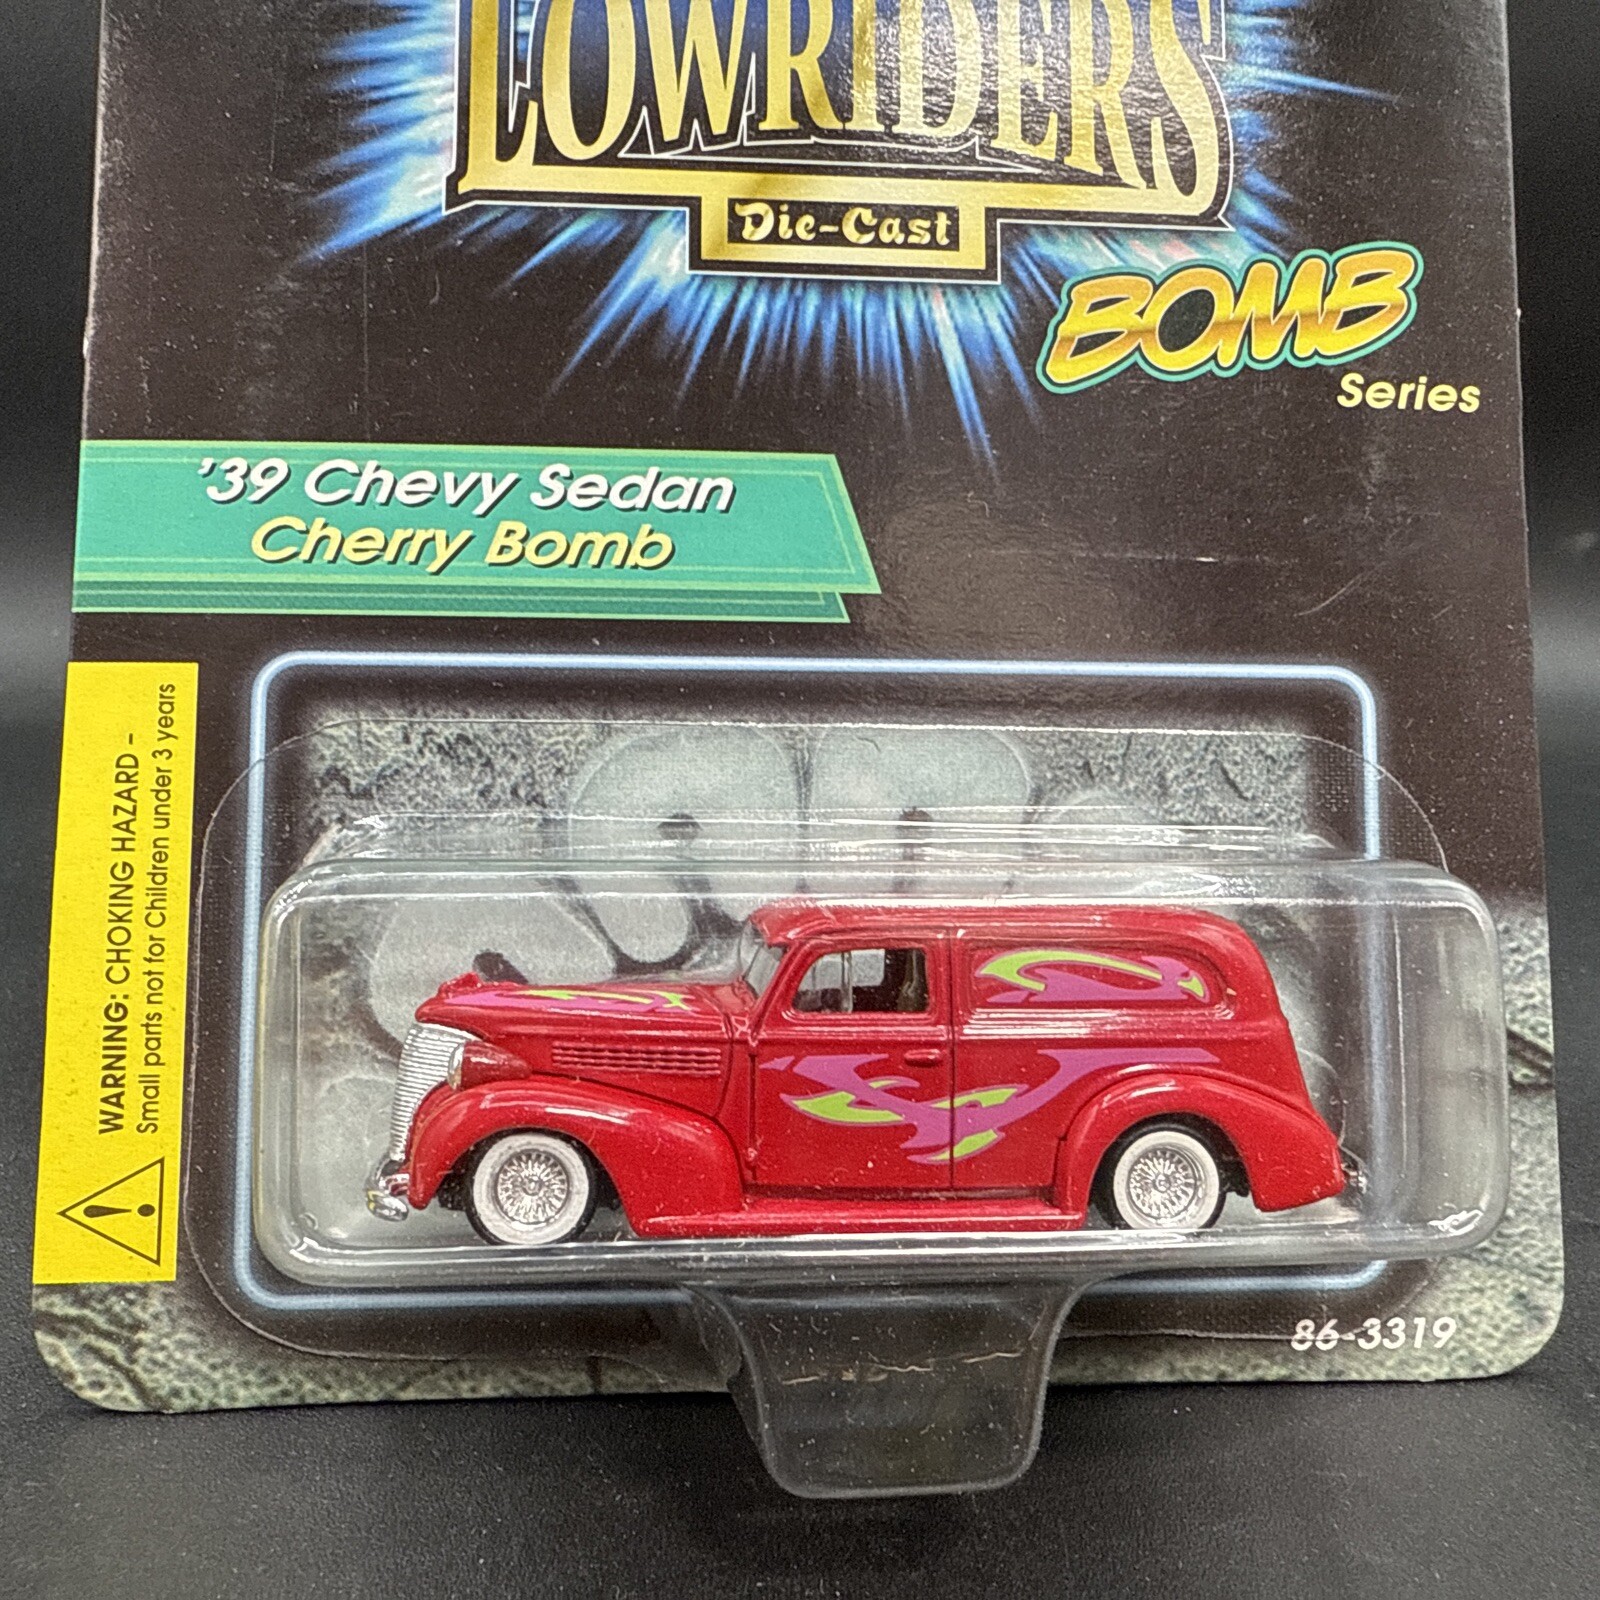 LOWRIDERS
Die-Cast
BOMB
Series
'39 Chevy Sedan
Cherry Bomb
WARNING: CHOKING HAZARD -
Small parts not for Children under 3 years
86-3319